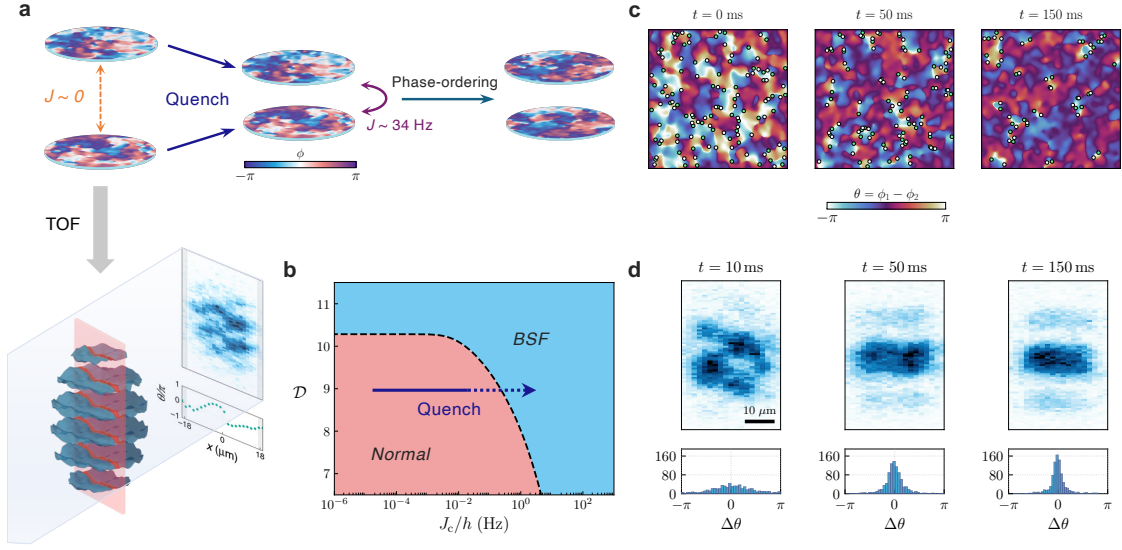 a
J ~ 0
Quench
J ~ 34 Hz
Phase-ordering
ϕ
−π π
TOF
θ/π
1
0
−1
−18
0
18
x (μm)
b
11
10
9
8
7
𝒟
BSF
Quench
Normal
10⁻⁶ 10⁻⁴ 10⁻² 10⁰ 10²
J_c/h (Hz)
c
t = 0 ms t = 50 ms t = 150 ms
θ = ϕ₁ − ϕ₂
−π π
d
t = 10 ms t = 50 ms t = 150 ms
10 μm
160 160 160
80 80 80
0 0 0
−π 0 π −π 0 π −π 0 π
Δθ Δθ Δθ